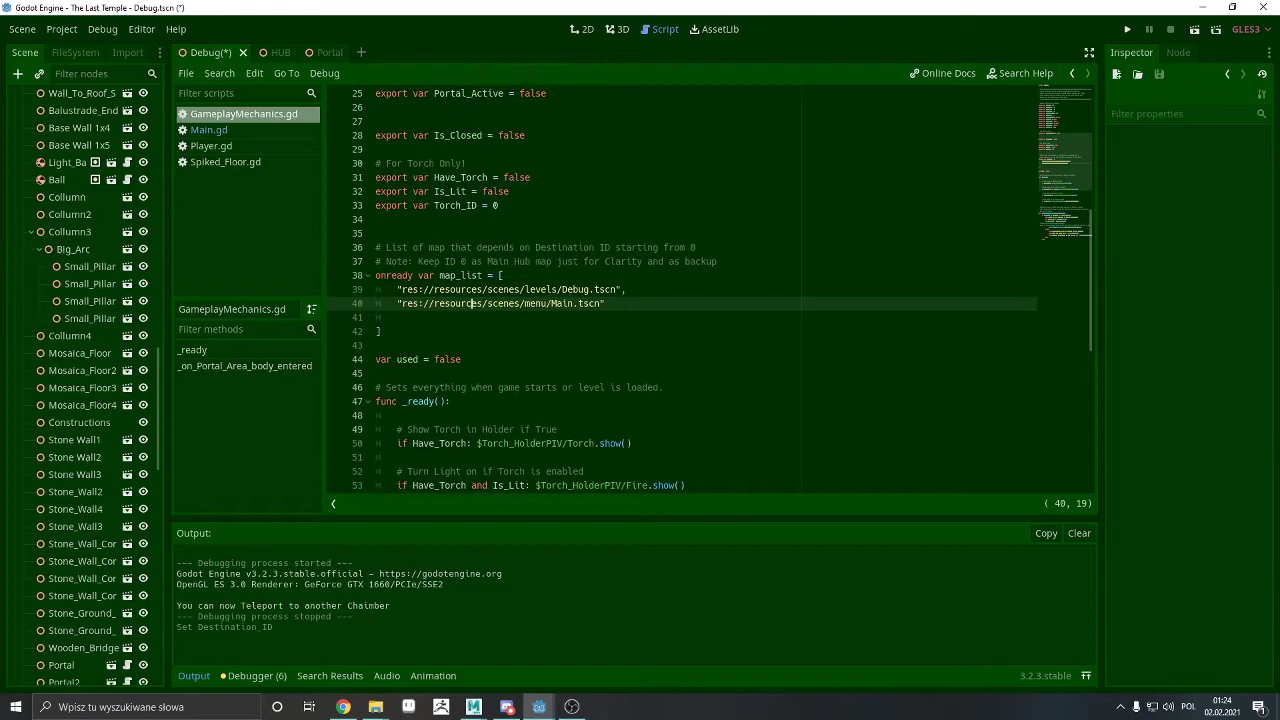 Godot Engine - The Last Temple - Debug.tscn (*)
Scene Project Debug Editor Help
2D 3D Script AssetLib
GLES3
Scene FileSystem Import
Debug(*) HUB Portal
Inspector Node
Filter nodes
File Search Edit Go To Debug
Online Docs Search Help
Filter properties
Wall_To_Roof_S
Balustrade_End
Base Wall 1x4
Base Wall 1x5
Light_Ba
Ball
Column
Column2
Column3
Big_Arc
Small_Pillar
Small_Pillar
Small_Pillar
Small_Pillar
Column4
Mosaica_Floor
Mosaica_Floor2
Mosaica_Floor3
Mosaica_Floor4
Constructions
Stone Wall1
Stone Wall2
Stone Wall3
Stone_Wall2
Stone_Wall4
Stone_Wall3
Stone_Wall_Cor
Stone_Wall_Cor
Stone_Wall_Cor
Stone_Wall_Cor
Stone_Ground_
Stone_Ground_
Wooden_Bridge
Portal
Portal2
Filter scripts
GameplayMechanics.gd
Main.gd
Player.gd
Spiked_Floor.gd
GameplayMechanics.gd
Filter methods
_ready
_on_Portal_Area_body_entered
25 export var Portal_Active = false
26
27
28 export var Is_Closed = false
29
30 # For Torch Only!
31 export var Have_Torch = false
32 export var Is_Lit = false
33 export var Torch_ID = 0
34
35
36 # List of map that depends on Destination ID starting from 0
37 # Note: Keep ID 0 as Main Hub map just for Clarity and as backup
38 onready var map_list = [
39 "res://resources/scenes/levels/Debug.tscn",
40 "res://resources/scenes/menu/Main.tscn"
41
42 ]
43
44 var used = false
45
46 # Sets everything when game starts or level is loaded.
47 func _ready():
48
49 # Show Torch in Holder if True
50 if Have_Torch: $Torch_HolderPIV/Torch.show()
51
52 # Turn Light on if Torch is enabled
53 if Have_Torch and Is_Lit: $Torch_HolderPIV/Fire.show()
( 40, 19)
Output:
Copy Clear
--- Debugging process started ---
Godot Engine v3.2.3.stable.official - https://godotengine.org
OpenGL ES 3.0 Renderer: GeForce GTX 1660/PCIe/SSE2
You can now Teleport to another Chaimber
--- Debugging process stopped ---
Set Destination_ID
Output Debugger (6) Search Results Audio Animation
3.2.3.stable
Wpisz tu wyszukiwane słowa
POL
01:24
02.02.2021